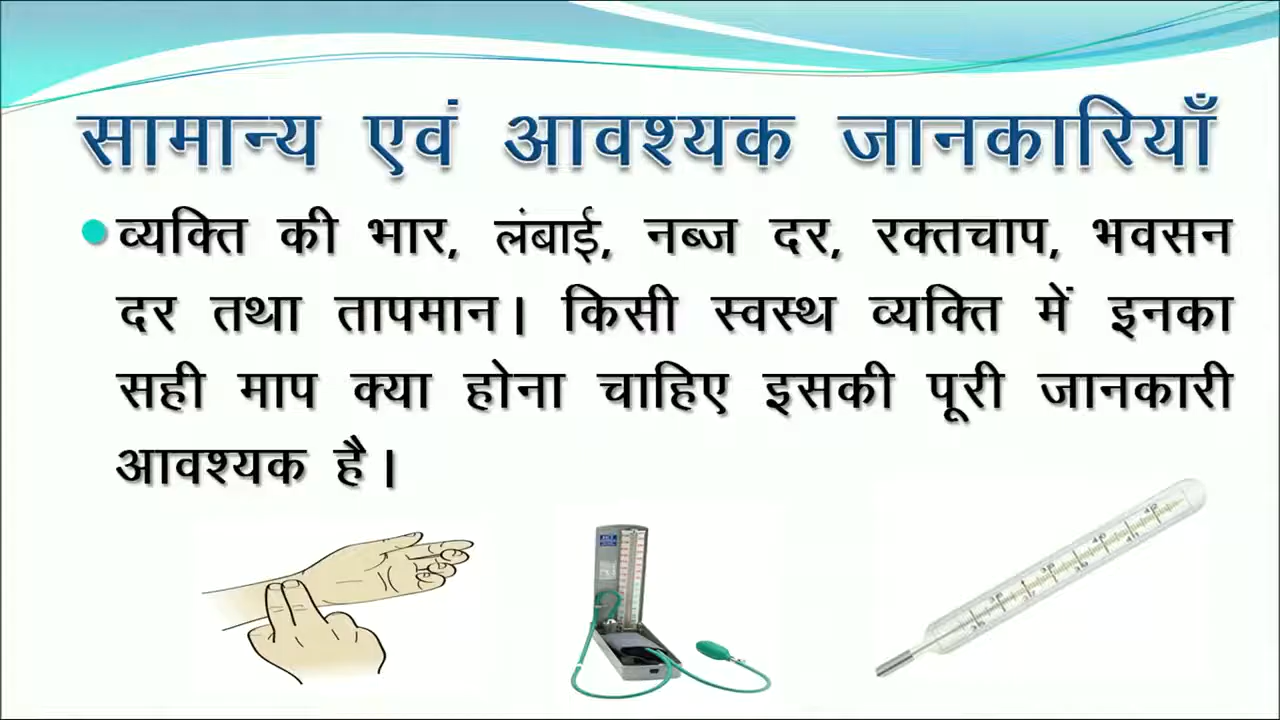 सामान्य एवं आवश्यक जानकारियाँ
व्यक्ति की भार, लंबाई, नब्ज दर, रक्तचाप, भवसन
दर तथा तापमान। किसी स्वस्थ व्यक्ति में इनका
सही माप क्या होना चाहिए इसकी पूरी जानकारी
आवश्यक है।